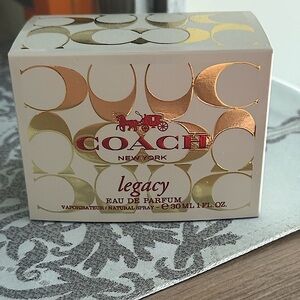 COACH
NEW YORK
legacy
EAU DE PARFUM
VAPORISATEUR / NATURAL SPRAY - ℮ 30 ML 1 FL. OZ.